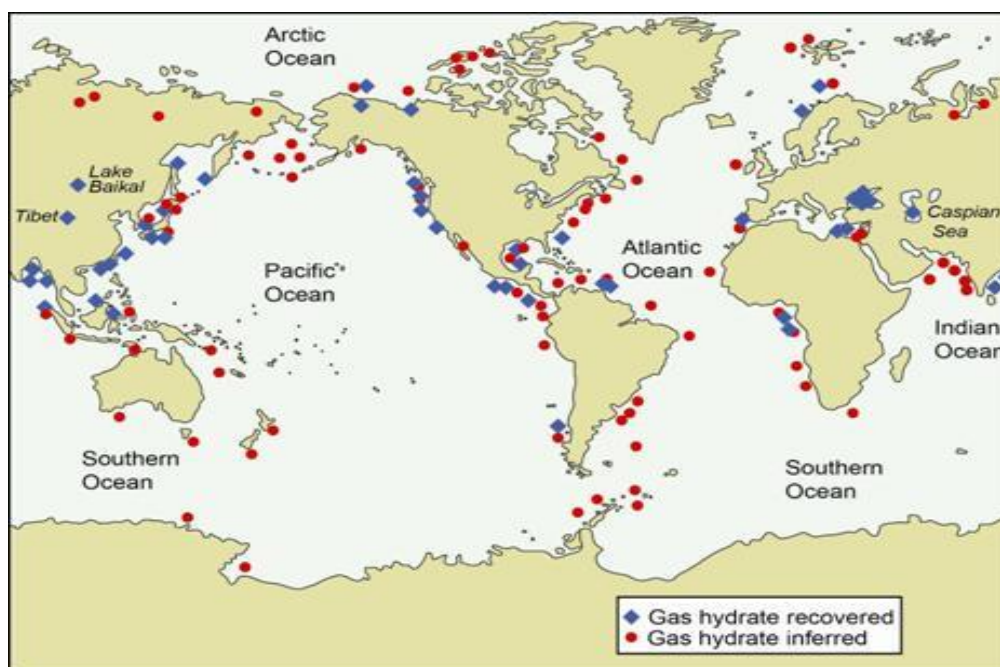 Arctic
Ocean
Lake
Baikal
Tibet
Pacific
Ocean
Atlantic
Ocean
Caspian
Sea
Indian
Ocean
Southern
Ocean
Southern
Ocean
Gas hydrate recovered
Gas hydrate inferred